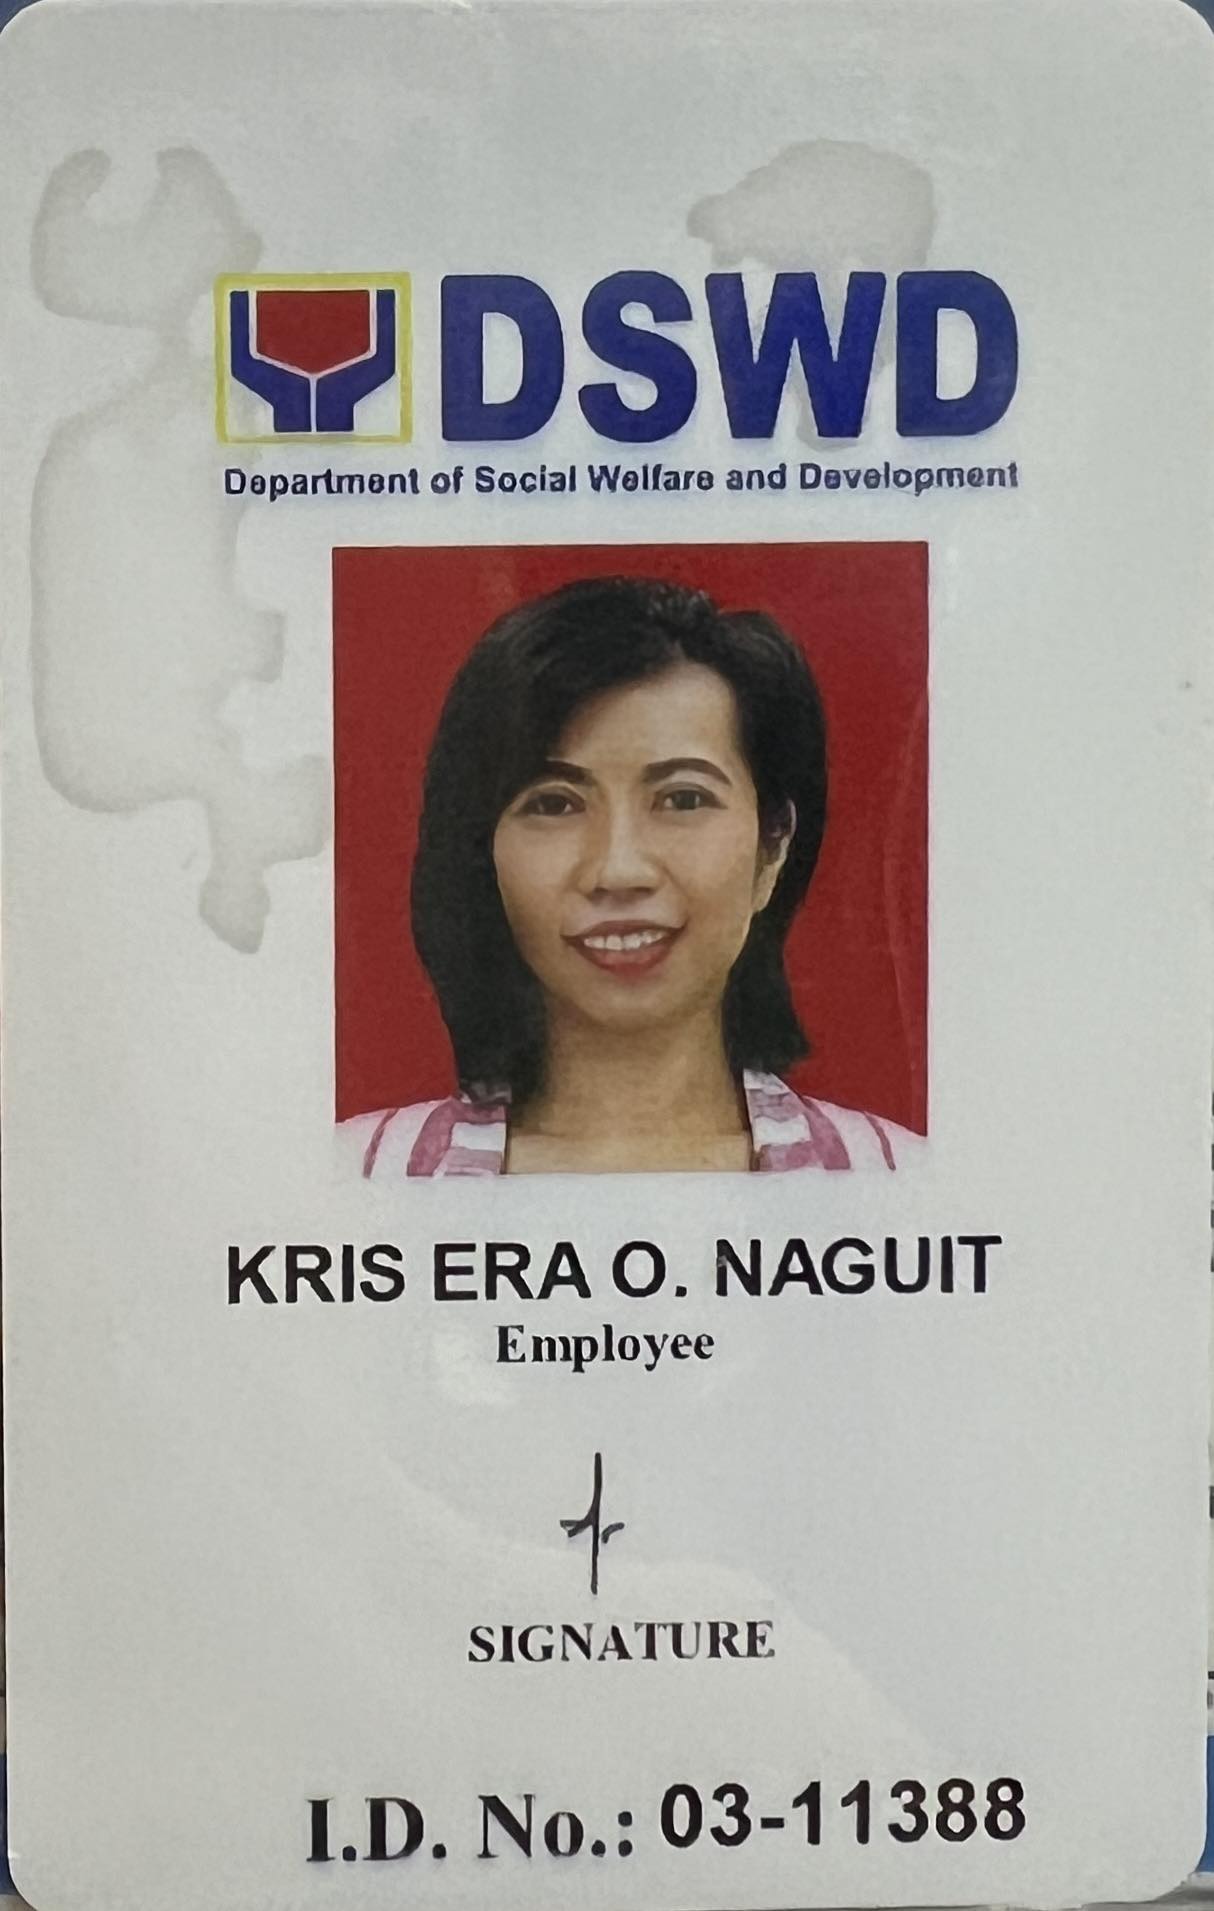 DSWD
Department of Social Welfare and Development
KRIS ERA O. NAGUIT
Employee
SIGNATURE
I.D. No.: 03-11388